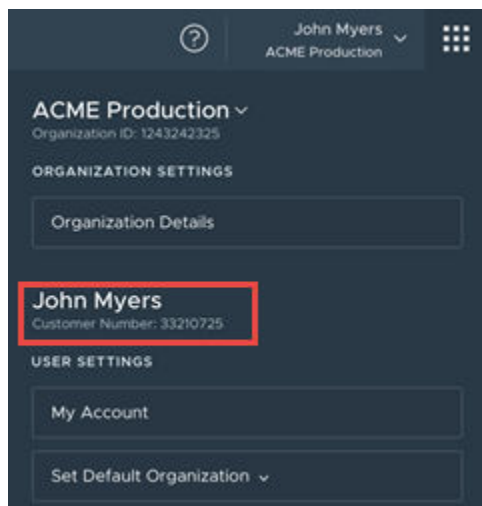 John Myers
ACME Production
ACME Production
Organization ID: 1243242325
ORGANIZATION SETTINGS
Organization Details
John Myers
Customer Number: 33210725
USER SETTINGS
My Account
Set Default Organization